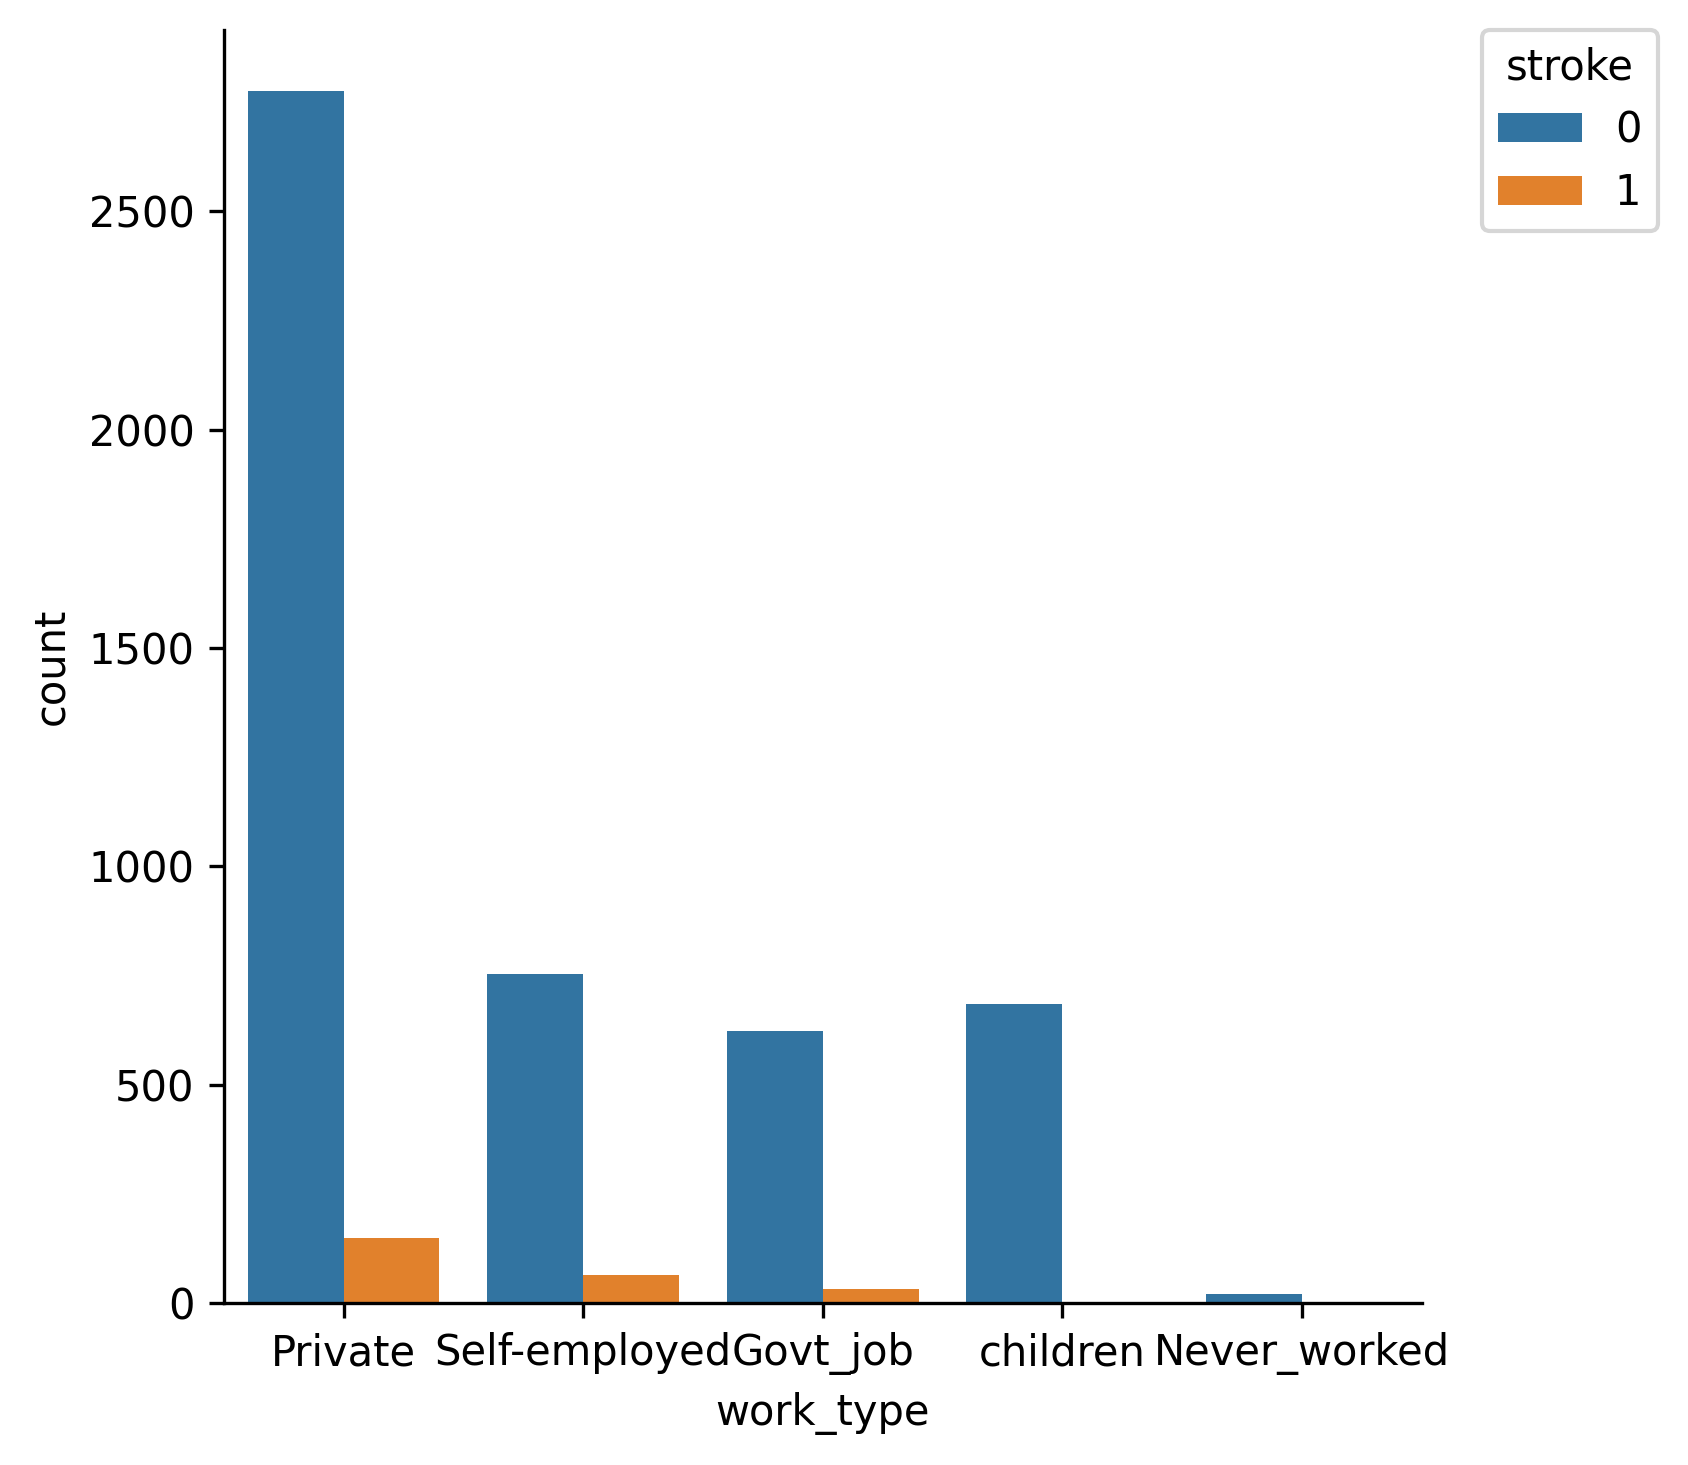 stroke
0
1
2500
2000
1500
1000
500
0
count
Private
Self-employed
Govt_job
children
Never_worked
work_type